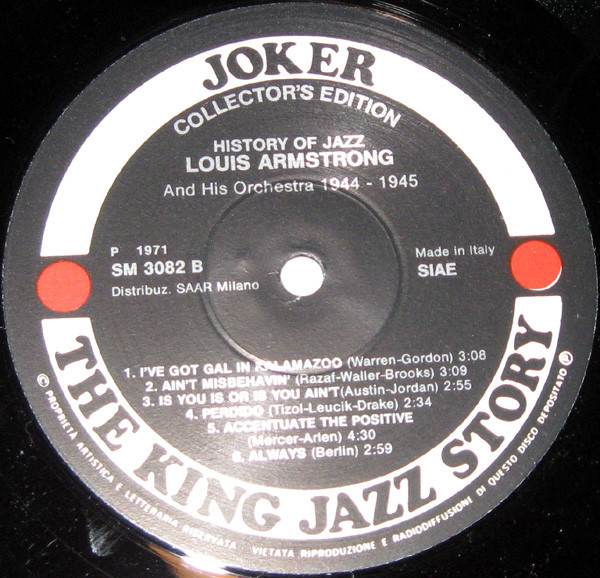 JOKER
COLLECTOR'S EDITION
HISTORY OF JAZZ
LOUIS ARMSTRONG
And His Orchestra 1944 - 1945
P 1971
SM 3082 B
Distribuz. SAAR Milano
Made in Italy
SIAE
1. I'VE GOT GAL IN KALAMAZOO (Warren-Gordon) 3:08
2. AIN'T MISBEHAVIN' (Razaf-Waller-Brooks) 3:09
3. IS YOU IS OR IS YOU AIN'T(Austin-Jordan) 2:55
4. PERDIDO (Tizol-Leucik-Drake) 2:34
5. ACCENTUATE THE POSITIVE
(Mercer-Arlen) 4:30
6. ALWAYS (Berlin) 2:59
THE KING JAZZ STORY
© PROPRIETA ARTISTICA E LETTERARIA RISERVATA - VIETATA RIPRODUZIONE E RADIODIFFUSIONE DI QUESTO DISCO DEPOSITATO ℗